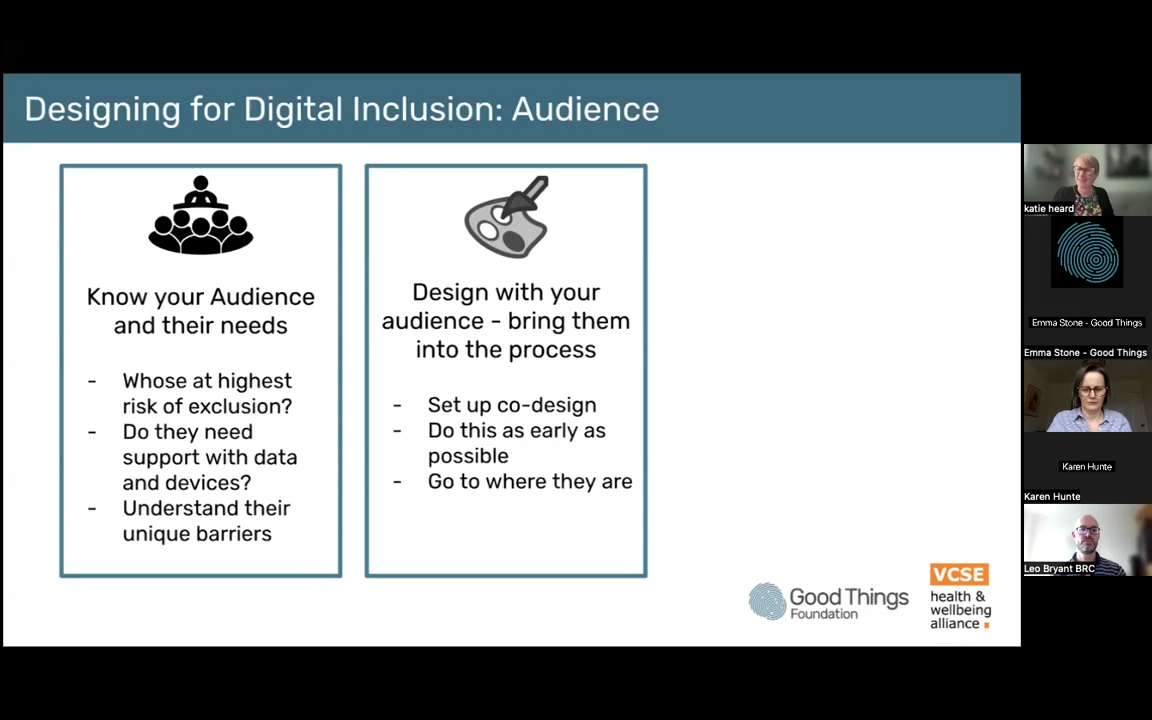 Designing for Digital Inclusion: Audience
Know your Audience
and their needs
- Whose at highest
risk of exclusion?
- Do they need
support with data
and devices?
- Understand their
unique barriers
Design with your
audience - bring them
into the process
- Set up co-design
- Do this as early as
possible
- Go to where they are
Good Things
Foundation
VCSE
health &
wellbeing
alliance
katie heard
Emma Stone - Good Things
Emma Stone - Good Things
Karen Hunte
Karen Hunte
Leo Bryant BRC